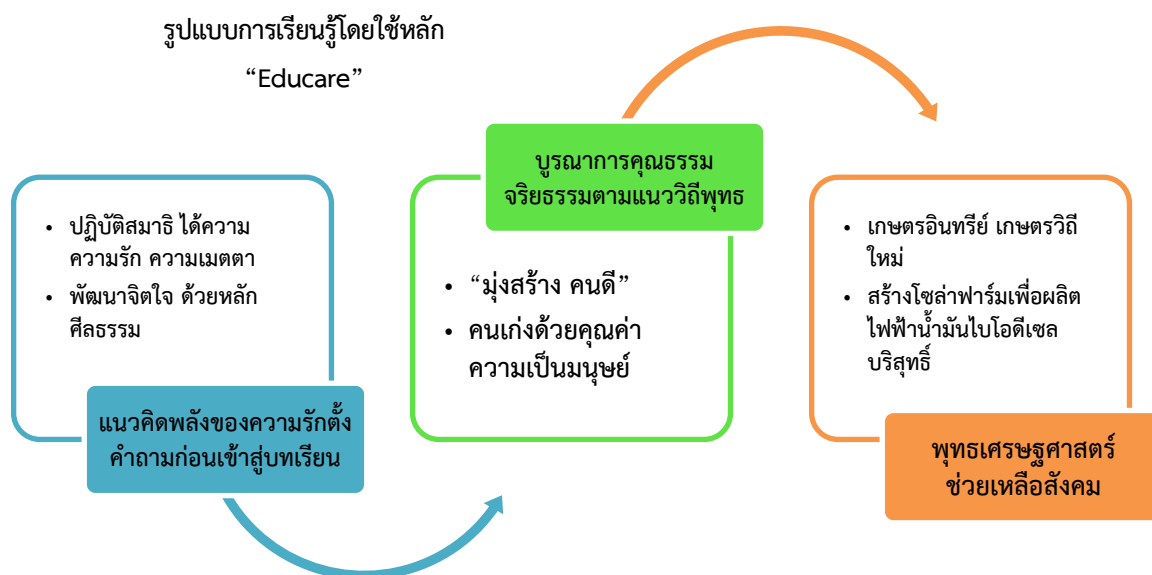 รูปแบบการเรียนรู้โดยใช้หลัก
“Educare”
• ปฏิบัติสมาธิ ได้ความ
ความรัก ความเมตตา
• พัฒนาจิตใจ ด้วยหลัก
ศีลธรรม
แนวคิดพลังของความรักตั้ง
คำถามก่อนเข้าสู่บทเรียน
บูรณาการคุณธรรม
จริยธรรมตามแนววิถีพุทธ
• “มุ่งสร้าง คนดี”
• คนเก่งด้วยคุณค่า
ความเป็นมนุษย์
• เกษตรอินทรีย์ เกษตรวิถี
ใหม่
• สร้างโซล่าฟาร์มเพื่อผลิต
ไฟฟ้าน้ำมันไบโอดีเซล
บริสุทธิ์
พุทธเศรษฐศาสตร์
ช่วยเหลือสังคม